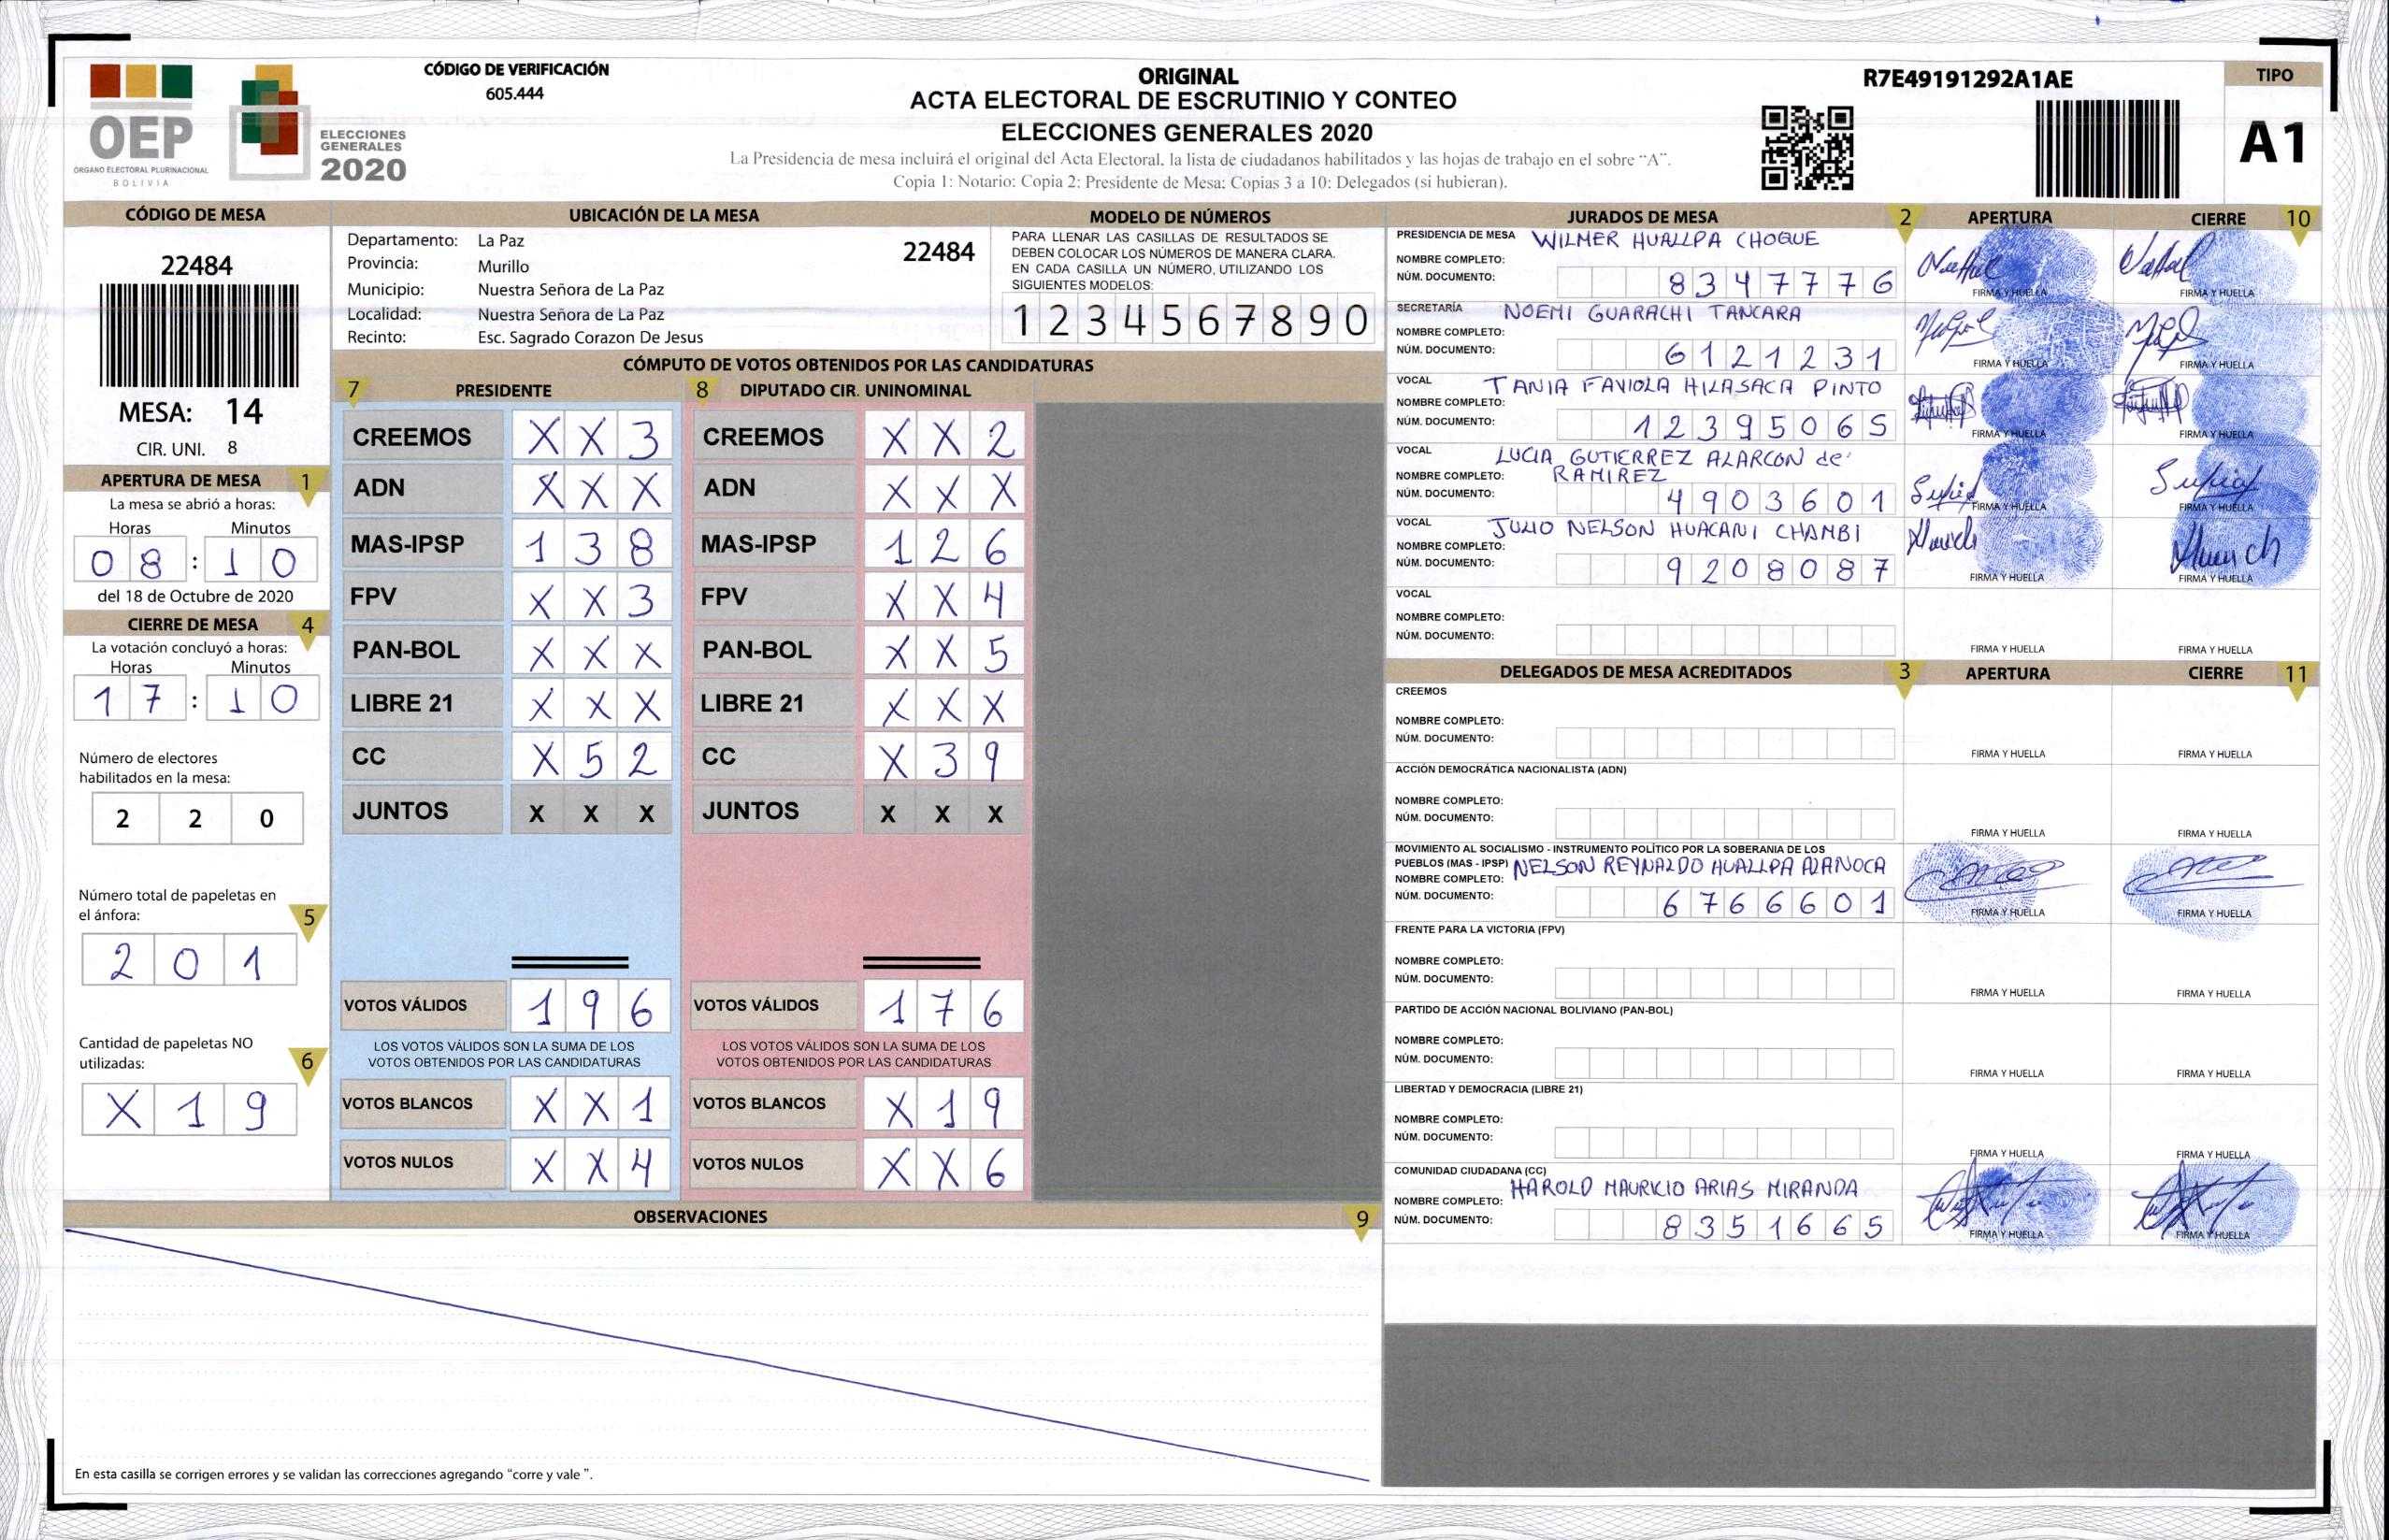 OEP
ORGANO ELECTORAL PLURINACIONAL
BOLIVIA
ELECCIONES
GENERALES
2020
CÓDIGO DE VERIFICACIÓN
605.444
ORIGINAL
ACTA ELECTORAL DE ESCRUTINIO Y CONTEO
ELECCIONES GENERALES 2020
La Presidencia de mesa incluirá el original del Acta Electoral, la lista de ciudadanos habilitados y las hojas de trabajo en el sobre “A”.
Copia 1: Notario; Copia 2: Presidente de Mesa; Copias 3 a 10: Delegados (si hubieran).
R7E49191292A1AE
TIPO
A1
CÓDIGO DE MESA
22484
MESA: 14
CIR. UNI. 8
APERTURA DE MESA 1
La mesa se abrió a horas:
Horas Minutos
08 : 10
del 18 de Octubre de 2020
CIERRE DE MESA 4
La votación concluyó a horas:
Horas Minutos
17 : 10
Número de electores
habilitados en la mesa:
2 2 0
Número total de papeletas en
el ánfora: 5
2 0 1
Cantidad de papeletas NO
utilizadas: 6
X 1 9
UBICACIÓN DE LA MESA
Departamento: La Paz 22484
Provincia: Murillo
Municipio: Nuestra Señora de La Paz
Localidad: Nuestra Señora de La Paz
Recinto: Esc. Sagrado Corazon De Jesus
MODELO DE NÚMEROS
PARA LLENAR LAS CASILLAS DE RESULTADOS SE
DEBEN COLOCAR LOS NÚMEROS DE MANERA CLARA.
EN CADA CASILLA UN NÚMERO, UTILIZANDO LOS
SIGUIENTES MODELOS:
1 2 3 4 5 6 7 8 9 0
CÓMPUTO DE VOTOS OBTENIDOS POR LAS CANDIDATURAS
7 PRESIDENTE
CREEMOS X X 3
ADN X X X
MAS-IPSP 1 3 8
FPV X X 3
PAN-BOL X X X
LIBRE 21 X X X
CC X 5 2
JUNTOS X X X
VOTOS VÁLIDOS 1 9 6
LOS VOTOS VÁLIDOS SON LA SUMA DE LOS
VOTOS OBTENIDOS POR LAS CANDIDATURAS
VOTOS BLANCOS X X 1
VOTOS NULOS X X 4
8 DIPUTADO CIR. UNINOMINAL
CREEMOS X X 2
ADN X X X
MAS-IPSP 1 2 6
FPV X X 4
PAN-BOL X X 5
LIBRE 21 X X X
CC X 3 9
JUNTOS X X X
VOTOS VÁLIDOS 1 7 6
LOS VOTOS VÁLIDOS SON LA SUMA DE LOS
VOTOS OBTENIDOS POR LAS CANDIDATURAS
VOTOS BLANCOS X 1 9
VOTOS NULOS X X 6
OBSERVACIONES 9
En esta casilla se corrigen errores y se validan las correcciones agregando “corre y vale ”.
JURADOS DE MESA 2 APERTURA CIERRE 10
PRESIDENCIA DE MESA WILMER HUALLPA CHOQUE
NOMBRE COMPLETO:
NÚM. DOCUMENTO: 8 3 4 7 7 7 6
FIRMA Y HUELLA FIRMA Y HUELLA
SECRETARÍA NOEMI GUARACHI TANCARA
NOMBRE COMPLETO:
NÚM. DOCUMENTO: 6 1 2 1 2 3 1
FIRMA Y HUELLA FIRMA Y HUELLA
VOCAL TANIA FAVIOLA HILASACA PINTO
NOMBRE COMPLETO:
NÚM. DOCUMENTO: 1 2 3 9 5 0 6 5
FIRMA Y HUELLA FIRMA Y HUELLA
VOCAL LUCIA GUTIERREZ ALARCON de
NOMBRE COMPLETO: RAMIREZ
NÚM. DOCUMENTO: 4 9 0 3 6 0 1
FIRMA Y HUELLA FIRMA Y HUELLA
VOCAL JULIO NELSON HUACANI CHAMBI
NOMBRE COMPLETO:
NÚM. DOCUMENTO: 9 2 0 8 0 8 7
FIRMA Y HUELLA FIRMA Y HUELLA
VOCAL
NOMBRE COMPLETO:
NÚM. DOCUMENTO:
FIRMA Y HUELLA FIRMA Y HUELLA
DELEGADOS DE MESA ACREDITADOS 3 APERTURA CIERRE 11
CREEMOS
NOMBRE COMPLETO:
NÚM. DOCUMENTO:
FIRMA Y HUELLA FIRMA Y HUELLA
ACCIÓN DEMOCRÁTICA NACIONALISTA (ADN)
NOMBRE COMPLETO:
NÚM. DOCUMENTO:
FIRMA Y HUELLA FIRMA Y HUELLA
MOVIMIENTO AL SOCIALISMO - INSTRUMENTO POLÍTICO POR LA SOBERANIA DE LOS
PUEBLOS (MAS - IPSP) NELSON REYNALDO HUALLPA ALANOCA
NOMBRE COMPLETO:
NÚM. DOCUMENTO: 6 7 6 6 6 0 1
FIRMA Y HUELLA FIRMA Y HUELLA
FRENTE PARA LA VICTORIA (FPV)
NOMBRE COMPLETO:
NÚM. DOCUMENTO:
FIRMA Y HUELLA FIRMA Y HUELLA
PARTIDO DE ACCIÓN NACIONAL BOLIVIANO (PAN-BOL)
NOMBRE COMPLETO:
NÚM. DOCUMENTO:
FIRMA Y HUELLA FIRMA Y HUELLA
LIBERTAD Y DEMOCRACIA (LIBRE 21)
NOMBRE COMPLETO:
NÚM. DOCUMENTO:
FIRMA Y HUELLA FIRMA Y HUELLA
COMUNIDAD CIUDADANA (CC)
NOMBRE COMPLETO: HAROLD MAURICIO ARIAS MIRANDA
NÚM. DOCUMENTO: 8 3 5 1 6 6 5
FIRMA Y HUELLA FIRMA Y HUELLA